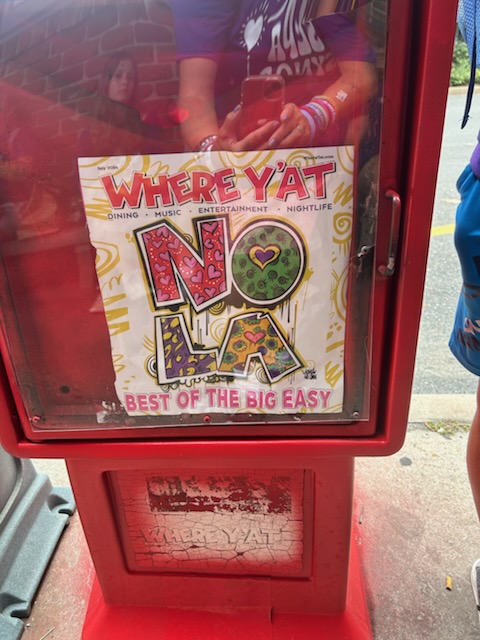 WHERE Y'AT
DINING • MUSIC • ENTERTAINMENT • NIGHTLIFE
NO
LA
BEST OF THE BIG EASY
WHERE Y'AT